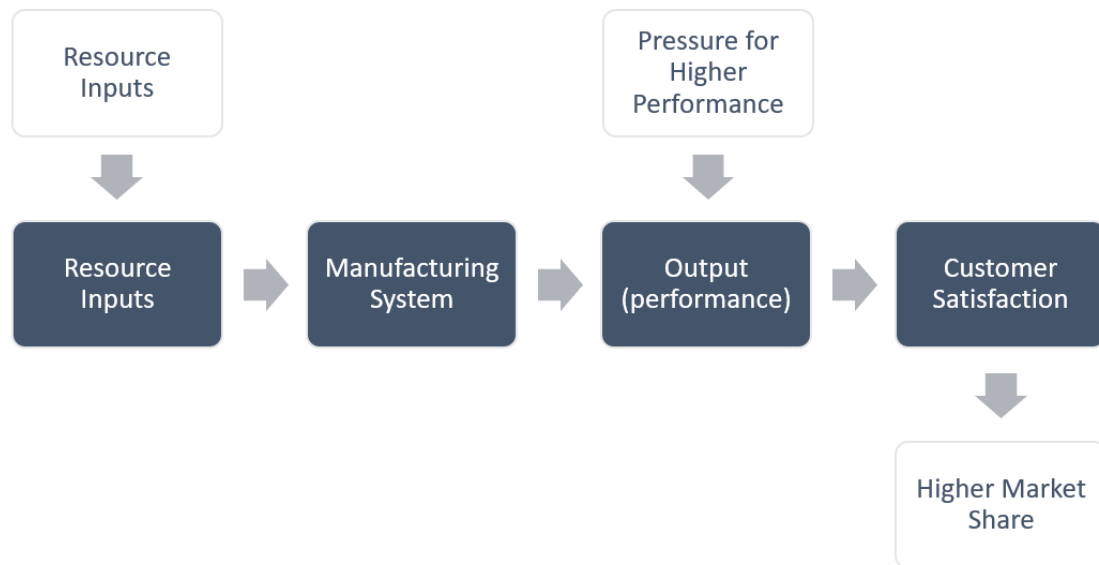 Resource
Inputs
Pressure for
Higher
Performance
Resource
Inputs
Manufacturing
System
Output
(performance)
Customer
Satisfaction
Higher Market
Share